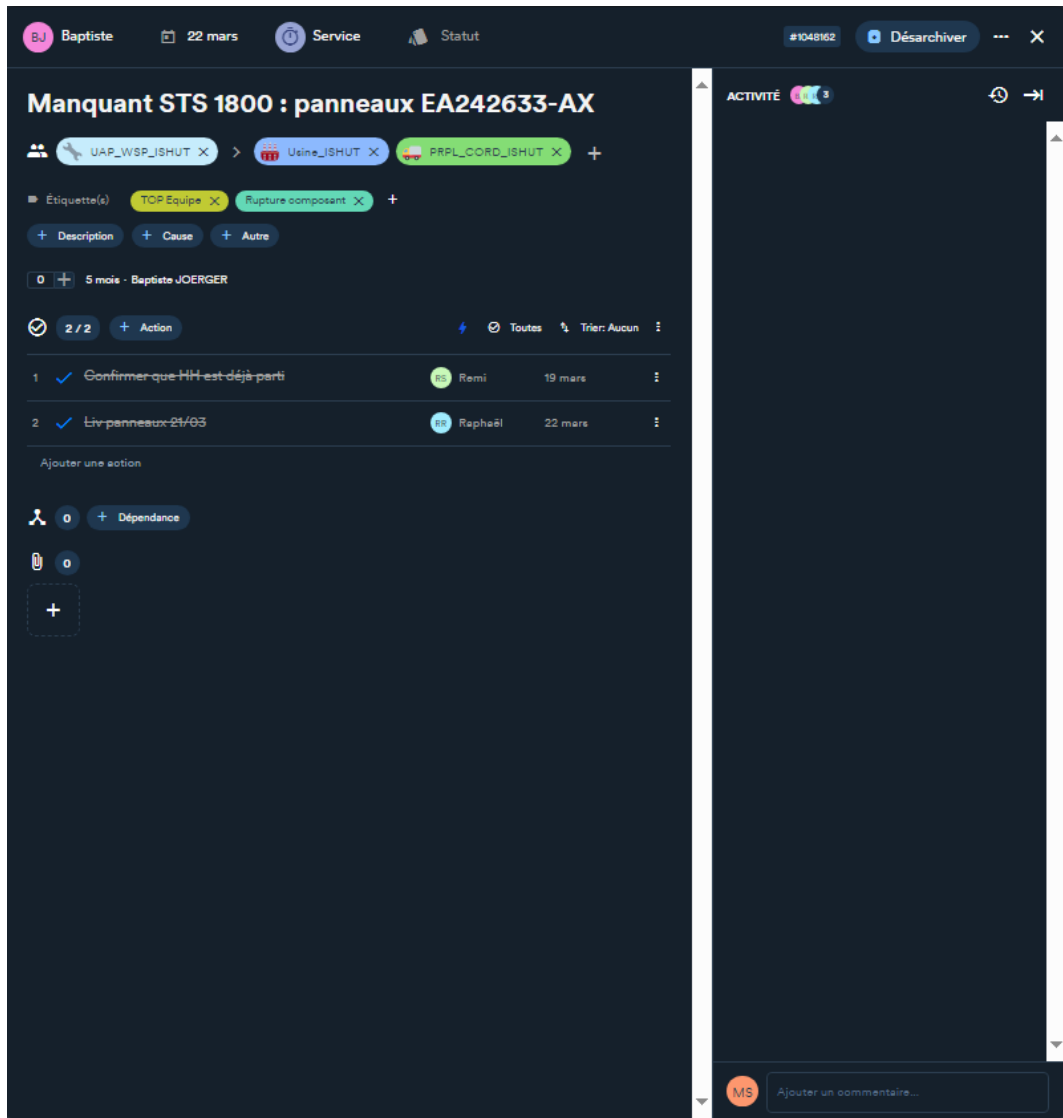 BJ Baptiste 22 mars Service Statut #1048162 Désarchiver
Manquant STS 1800 : panneaux EA242633-AX
UAP_WSP_ISHUT > Usine_ISHUT PRPL_CORD_ISHUT
Étiquette(s) TOP Equipe Rupture composant +
+ Description + Cause + Autre
0 + 5 mois - Baptiste JOERGER
2 / 2 + Action Toutes Trier: Aucun
1 Confirmer que HH est déjà parti RS Remi 19 mars
2 Liv panneaux 21/03 RR Raphaël 22 mars
Ajouter une action
0 + Dépendance
0
+
ACTIVITÉ 3
MS Ajouter un commentaire...